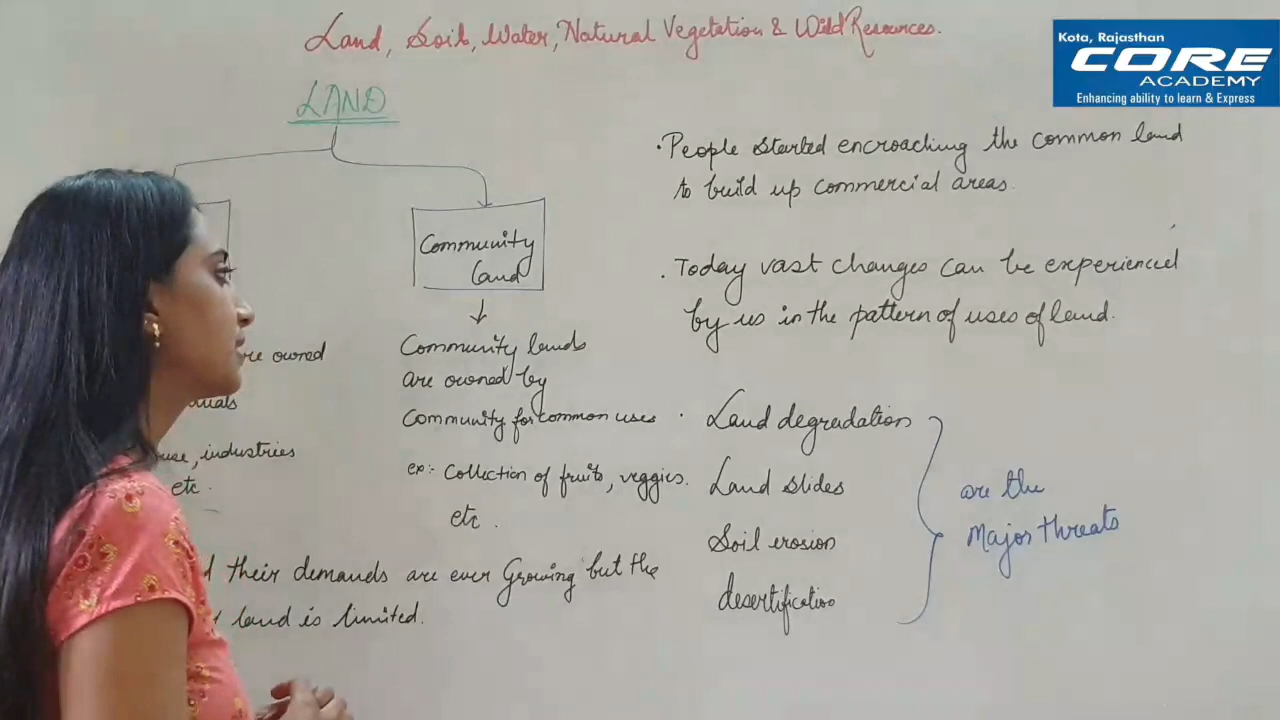 Land, Soil, Water, Natural Vegetation & Wild Resources.
Kota, Rajasthan
CORE
ACADEMY
Enhancing ability to learn & Express
LAND
Community
land
Community lands
are owned by
Community for common uses
ex:- Collection of fruits, veggies.
etc.
owned
industries
etc.
their demands are ever Growing but the
land is limited.
• People started encroaching the common land
to build up commercial areas.
. Today vast changes can be experienced
by us in the pattern of uses of land.
. Land degradation
Land slides
Soil erosion
desertification
are the
Major threats